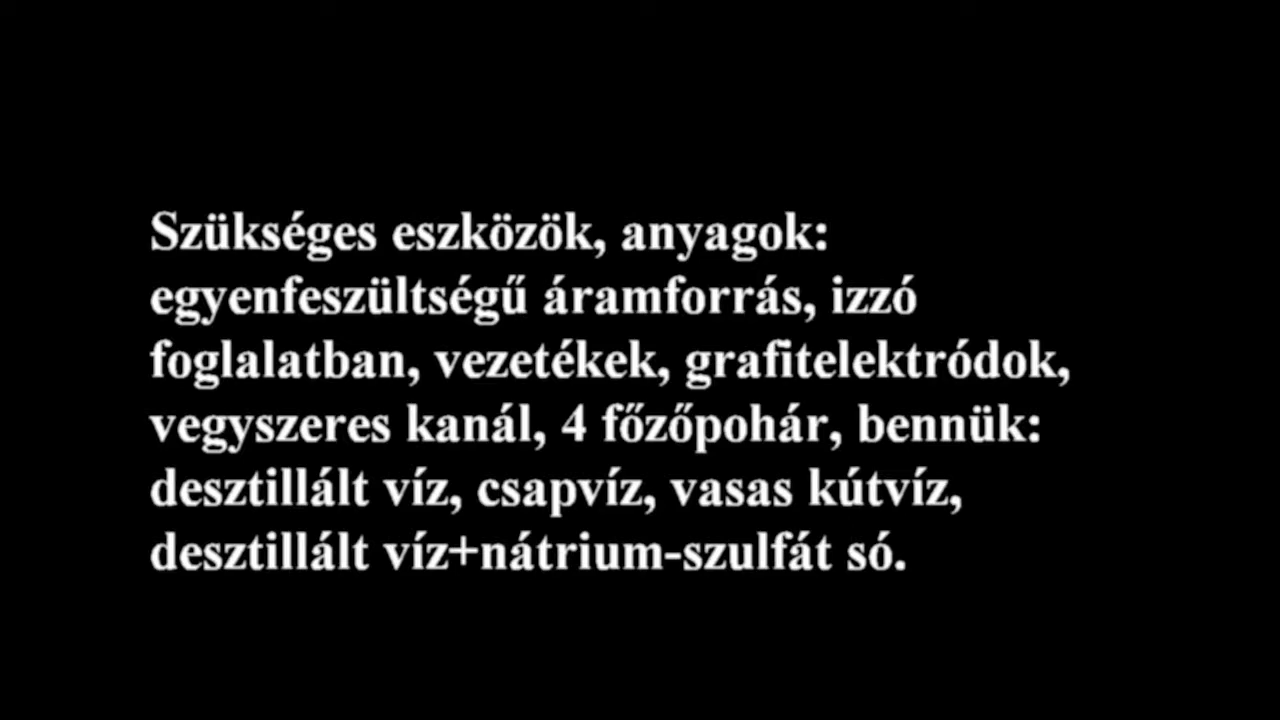 Szükséges eszközök, anyagok:
egyenfeszültségű áramforrás, izzó
foglalatban, vezetékek, grafitelektródok,
vegyszeres kanál, 4 főzőpohár, bennük:
desztillált víz, csapvíz, vasas kútvíz,
desztillált víz+nátrium-szulfát só.